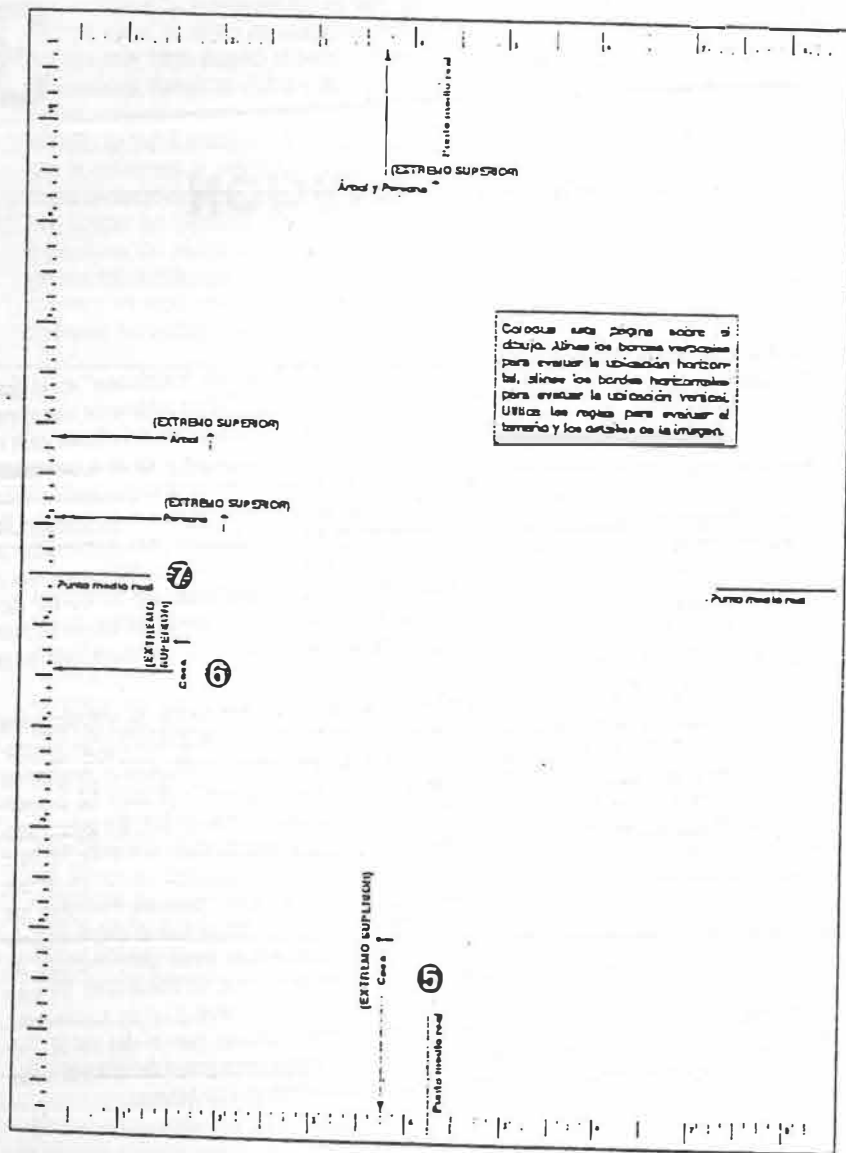 Punto medio real
(EXTREMO SUPERIOR)
Árbol y Persona
Coloque esta página sobre el
dibujo. Alinee los bordes verticales
para evaluar la ubicación horizon-
tal, alinee los bordes horizontales
para evaluar la ubicación vertical.
Utilice las reglas para evaluar el
tamaño y los detalles de la imagen.
(EXTREMO SUPERIOR)
Árbol
(EXTREMO SUPERIOR)
Persona
Punto medio real
7
Punto medio real
(EXTREMO
SUPERIOR)
Casa
6
(EXTREMO SUPERIOR)
Casa
5
Punto medio real